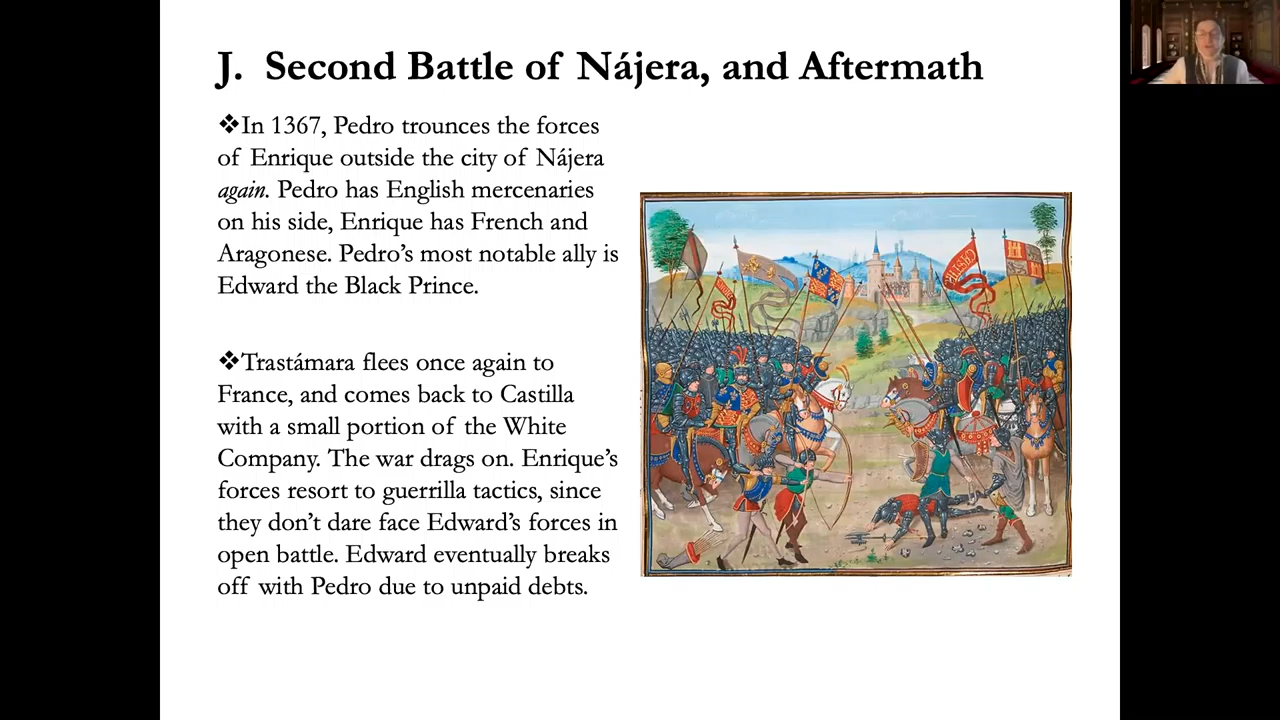 J. Second Battle of Nájera, and Aftermath
❖In 1367, Pedro trounces the forces
of Enrique outside the city of Nájera
again. Pedro has English mercenaries
on his side, Enrique has French and
Aragonese. Pedro’s most notable ally is
Edward the Black Prince.
❖Trastámara flees once again to
France, and comes back to Castilla
with a small portion of the White
Company. The war drags on. Enrique’s
forces resort to guerrilla tactics, since
they don’t dare face Edward’s forces in
open battle. Edward eventually breaks
off with Pedro due to unpaid debts.